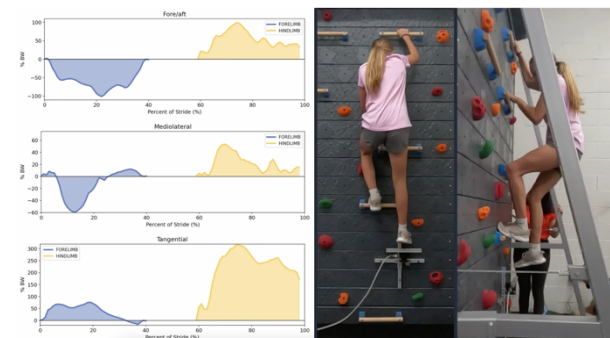 Fore/aft
FORELIMB
HINDLIMB
100
50
0
−50
−100
% BW
0 20 40 60 80 100
Percent of Stride (%)
Mediolateral
FORELIMB
HINDLIMB
60
40
20
0
−20
−40
−60
% BW
0 20 40 60 80 100
Percent of Stride (%)
Tangential
FORELIMB
HINDLIMB
300
250
200
150
100
50
0
% BW
0 20 40 60 80 100
Percent of Stride (%)